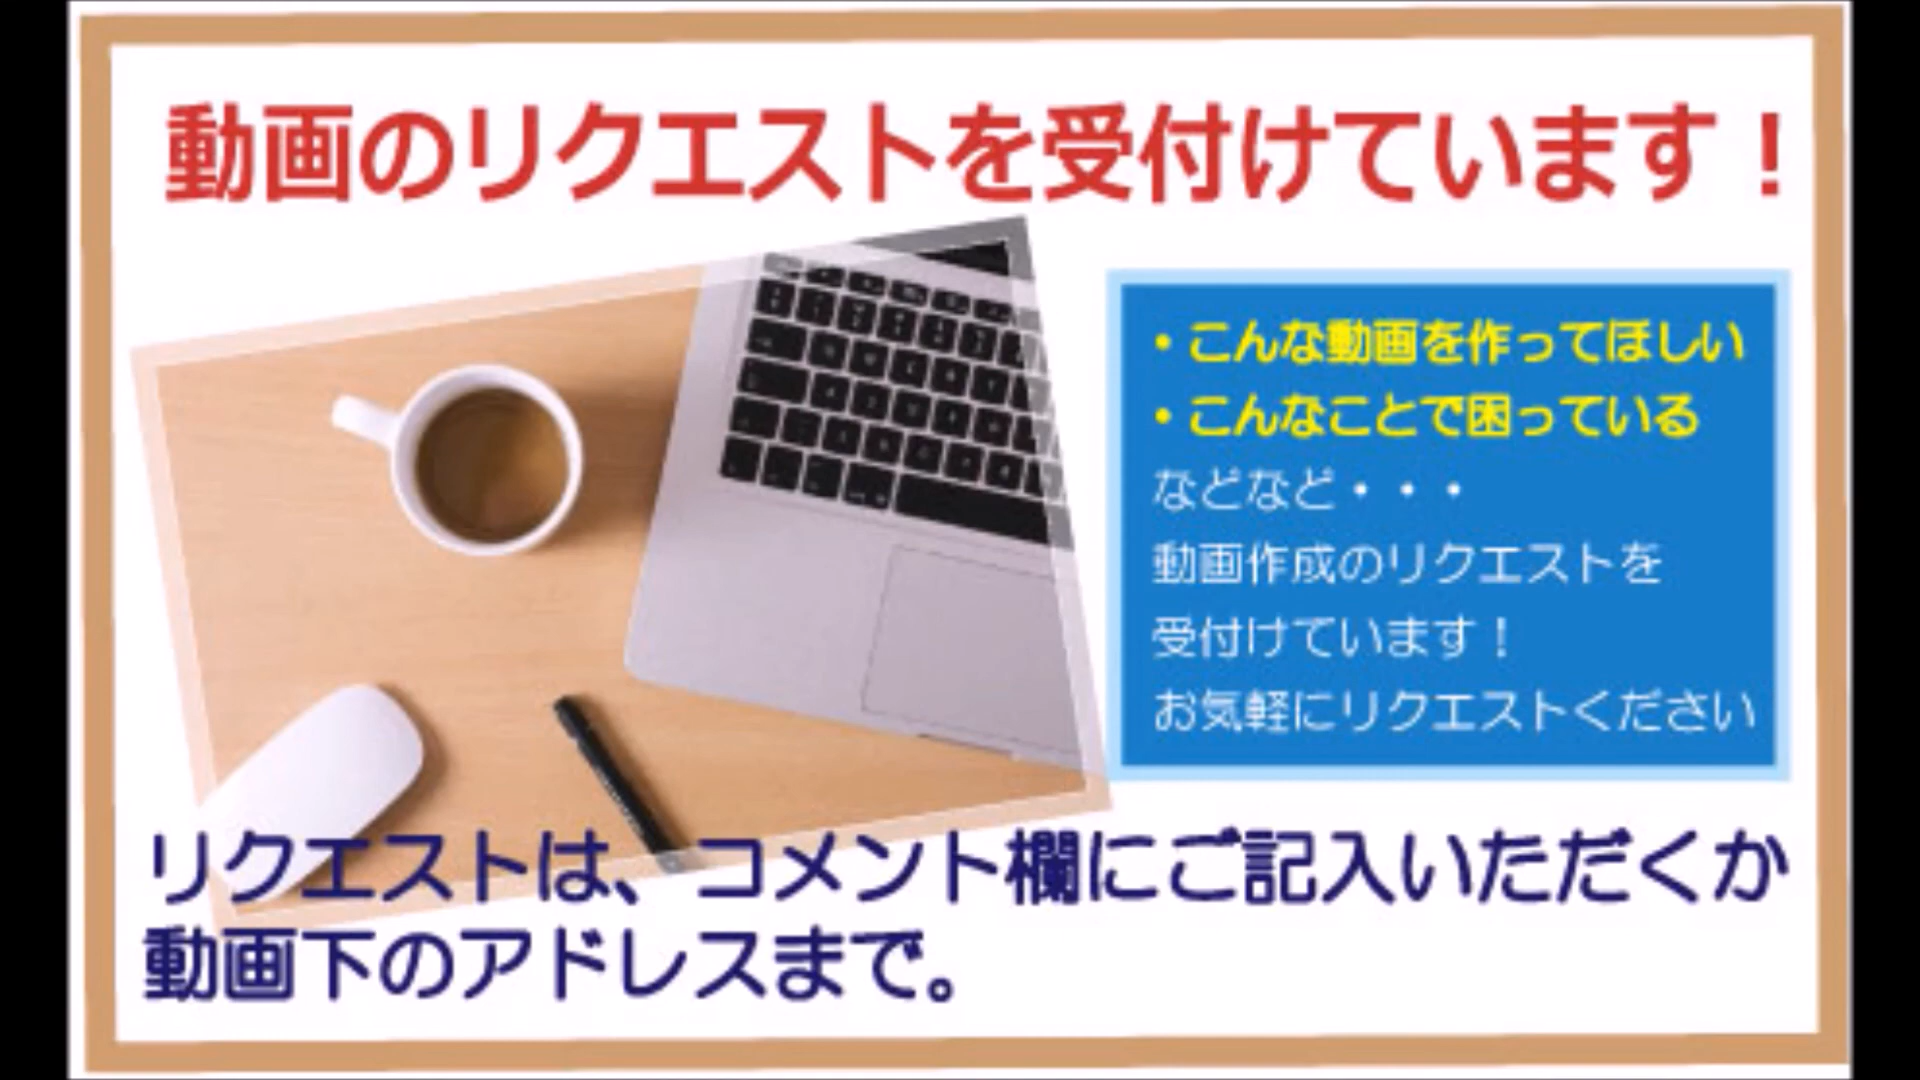 動画のリクエストを受付けています！
・こんな動画を作ってほしい
・こんなことで困っている
などなど・・・
動画作成のリクエストを
受付けています！
お気軽にリクエストください
リクエストは、コメント欄にご記入いただくか
動画下のアドレスまで。